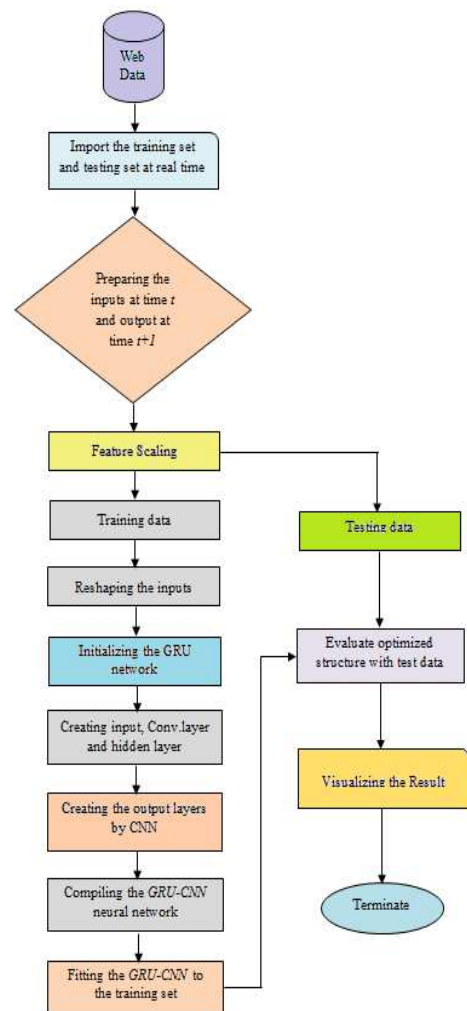 Web
Data
Import the training set
and testing set at real time
Preparing the
inputs at time t
and output at
time t+1
Feature Scaling
Training data
Testing data
Reshaping the inputs
Initializing the GRU
network
Evaluate optimized
structure with test data
Creating input, Conv.layer
and hidden layer
Visualizing the Result
Creating the output layers
by CNN
Compiling the GRU-CNN
neural network
Terminate
Fitting the GRU-CNN to
the training set